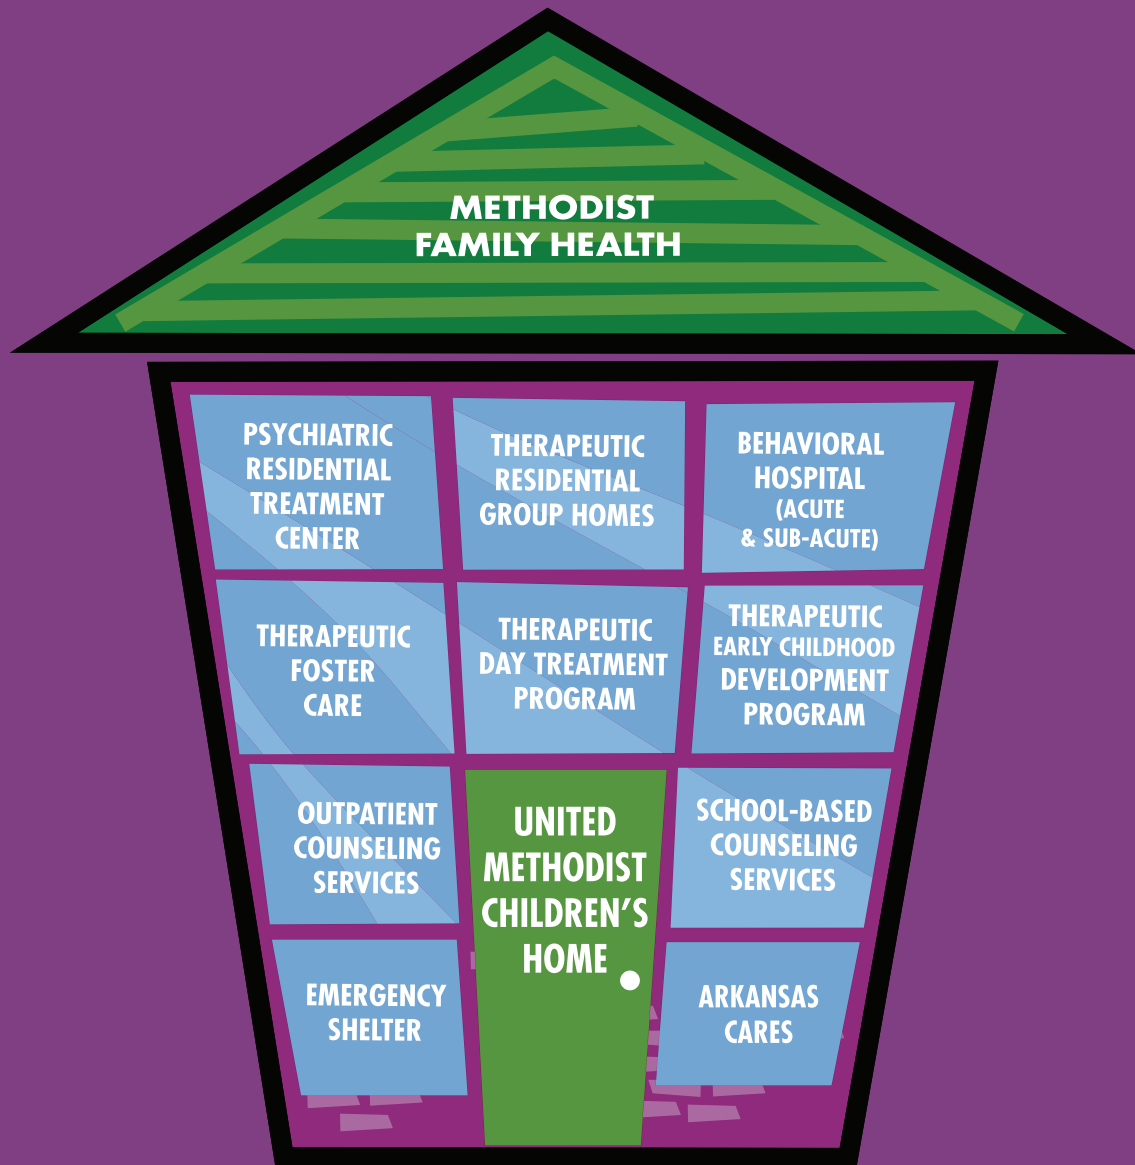 METHODIST
FAMILY HEALTH
PSYCHIATRIC
RESIDENTIAL
TREATMENT
CENTER
THERAPEUTIC
RESIDENTIAL
GROUP HOMES
BEHAVIORAL
HOSPITAL
(ACUTE
& SUB-ACUTE)
THERAPEUTIC
FOSTER
CARE
THERAPEUTIC
DAY TREATMENT
PROGRAM
THERAPEUTIC
EARLY CHILDHOOD
DEVELOPMENT
PROGRAM
OUTPATIENT
COUNSELING
SERVICES
UNITED
METHODIST
CHILDREN'S
HOME
SCHOOL-BASED
COUNSELING
SERVICES
EMERGENCY
SHELTER
ARKANSAS
CARES